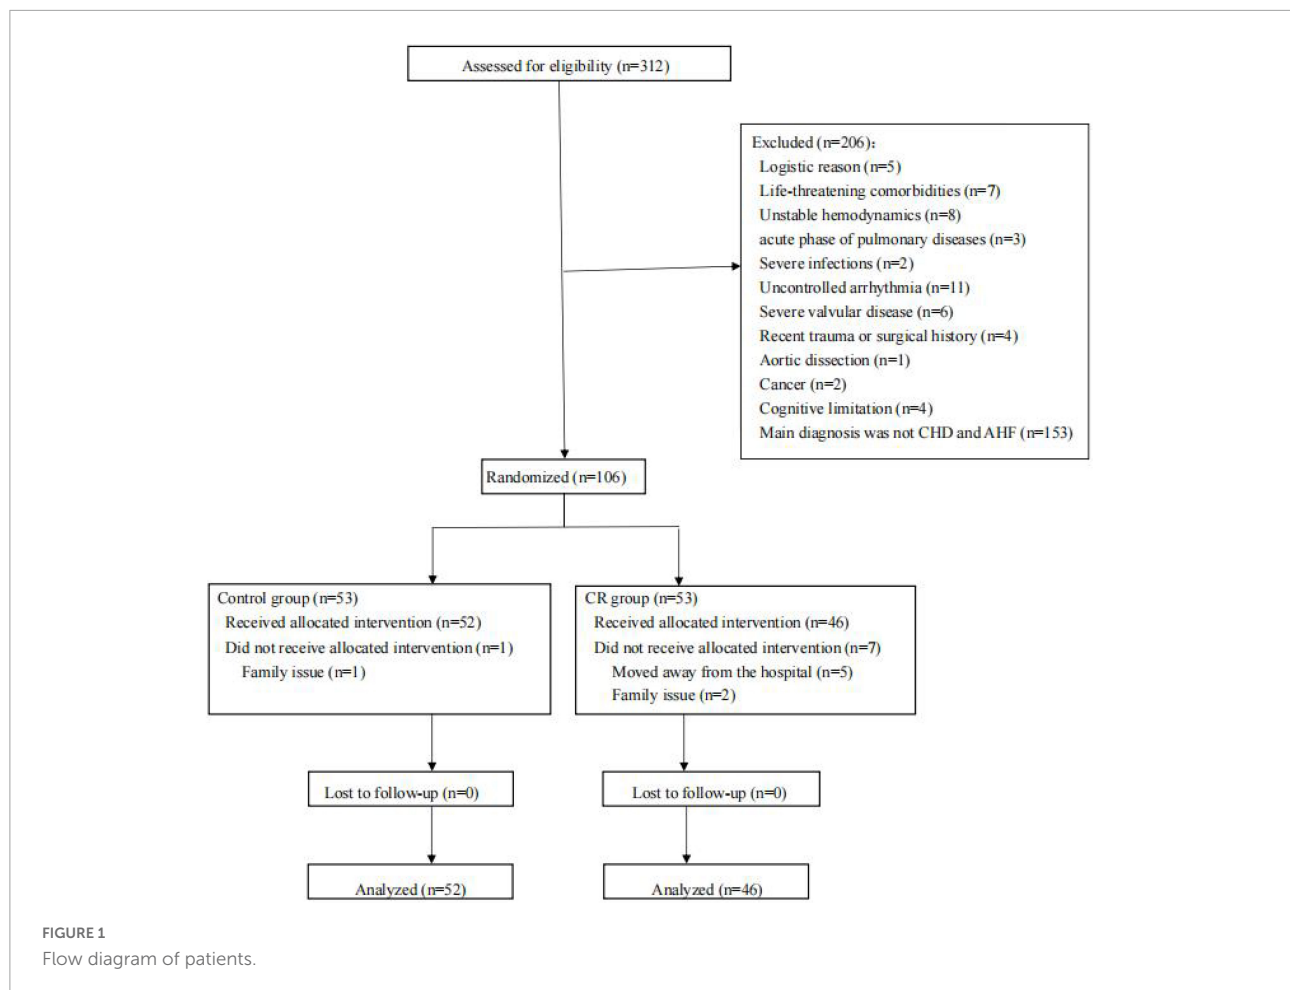 Assessed for eligibility (n=312)
Excluded (n=206):
Logistic reason (n=5)
Life-threatening comorbidities (n=7)
Unstable hemodynamics (n=8)
acute phase of pulmonary diseases (n=3)
Severe infections (n=2)
Uncontrolled arrhythmia (n=11)
Severe valvular disease (n=6)
Recent trauma or surgical history (n=4)
Aortic dissection (n=1)
Cancer (n=2)
Cognitive limitation (n=4)
Main diagnosis was not CHD and AHF (n=153)
Randomized (n=106)
Control group (n=53)
Received allocated intervention (n=52)
Did not receive allocated intervention (n=1)
Family issue (n=1)
CR group (n=53)
Received allocated intervention (n=46)
Did not receive allocated intervention (n=7)
Moved away from the hospital (n=5)
Family issue (n=2)
Lost to follow-up (n=0)
Lost to follow-up (n=0)
Analyzed (n=52)
Analyzed (n=46)
FIGURE 1
Flow diagram of patients.